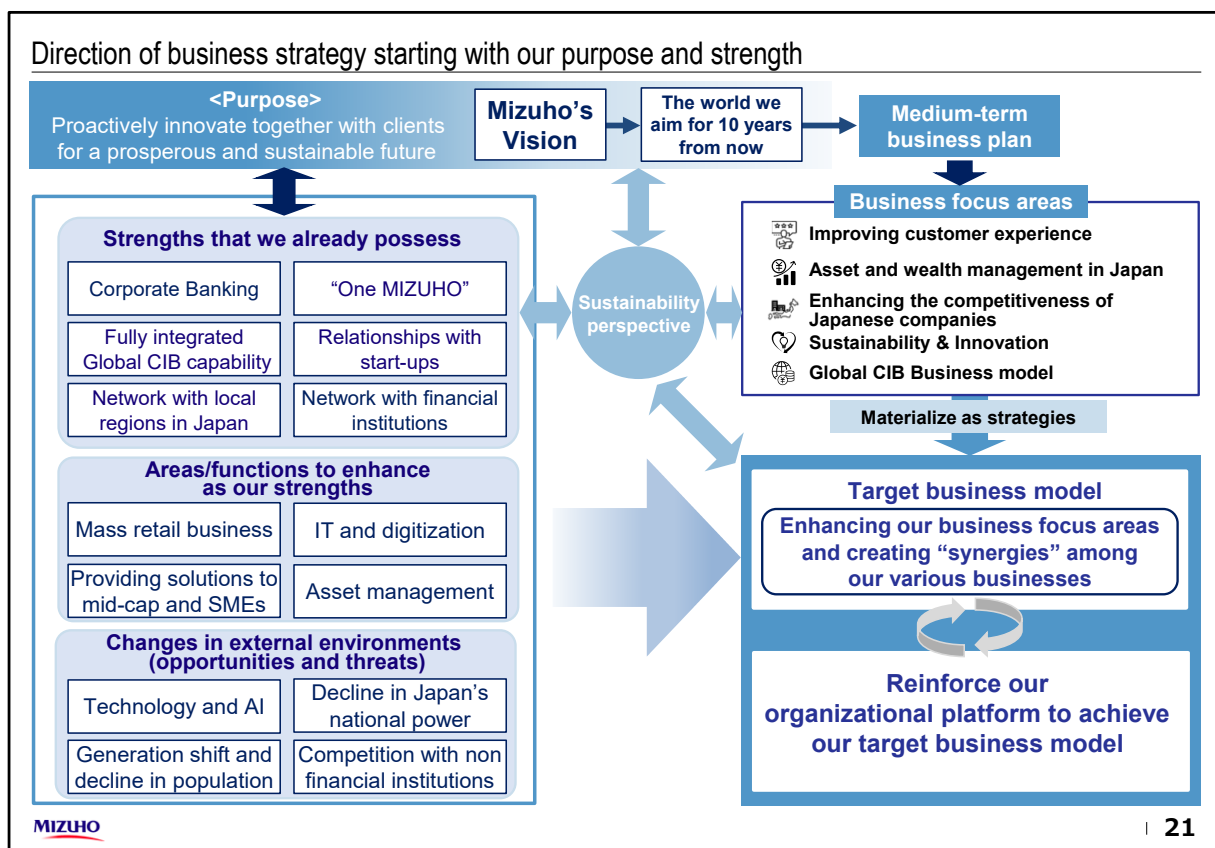 Direction of business strategy starting with our purpose and strength
<Purpose>
Proactively innovate together with clients
for a prosperous and sustainable future
Mizuho's
Vision
The world we
aim for 10 years
from now
Medium-term
business plan
Strengths that we already possess
Corporate Banking
“One MIZUHO”
Fully integrated
Global CIB capability
Relationships with
start-ups
Network with local
regions in Japan
Network with financial
institutions
Areas/functions to enhance
as our strengths
Mass retail business
IT and digitization
Providing solutions to
mid-cap and SMEs
Asset management
Changes in external environments
(opportunities and threats)
Technology and AI
Decline in Japan's
national power
Generation shift and
decline in population
Competition with non
financial institutions
Sustainability
perspective
Business focus areas
Improving customer experience
Asset and wealth management in Japan
Enhancing the competitiveness of
Japanese companies
Sustainability & Innovation
Global CIB Business model
Materialize as strategies
Target business model
Enhancing our business focus areas
and creating “synergies” among
our various businesses
Reinforce our
organizational platform to achieve
our target business model
MIZUHO
21